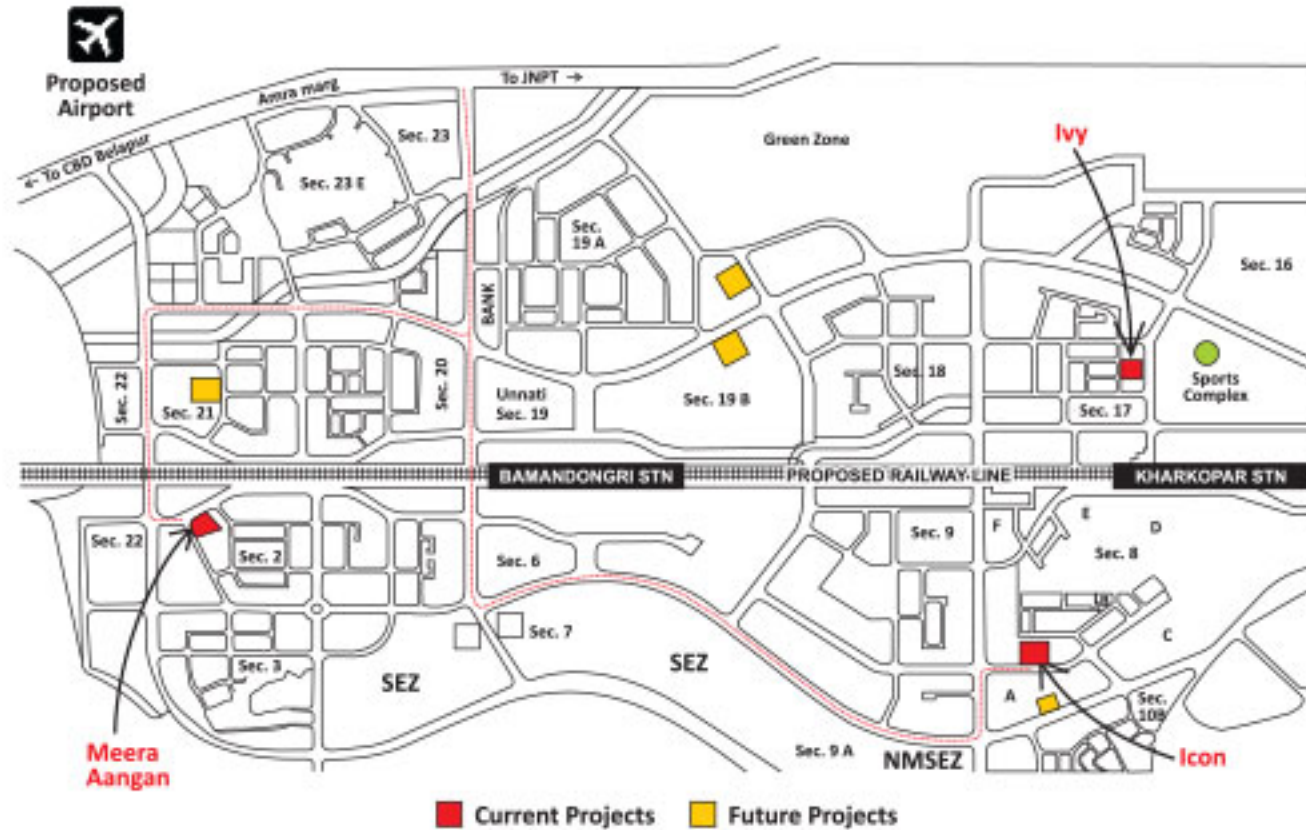 Proposed
Airport
To JNPT →
Amra marg
← To CBD Belapur
Sec. 23
Sec. 23 E
Green Zone
Ivy
Sec.
19 A
Sec. 16
BANK
Sec. 22
Sec. 21
Sec. 20
Unnati
Sec. 19
Sec. 19 B
Sec. 18
Sec. 17
Sports
Complex
BAMANDONGRI STN
PROPOSED RAILWAY LINE
KHARKOPAR STN
Sec. 22
Sec. 2
Sec. 6
Sec. 9
F
E
D
Sec. 8
Sec. 7
C
Sec. 3
SEZ
SEZ
A
Sec.
10B
Meera
Aangan
Sec. 9 A
NMSEZ
Icon
Current Projects
Future Projects